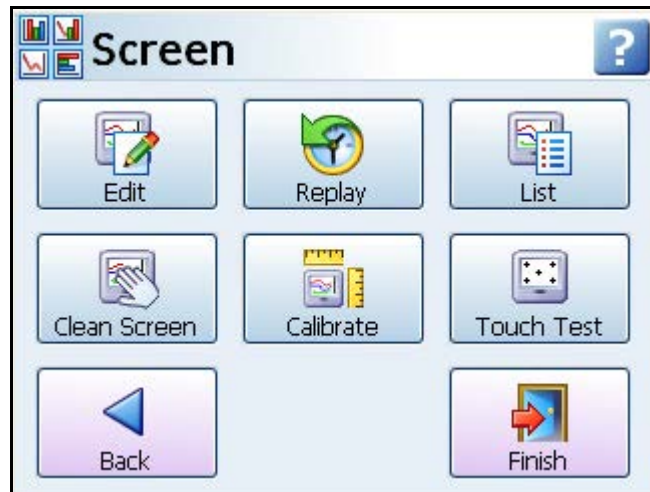 Screen ?
Edit Replay List
Clean Screen Calibrate Touch Test
Back Finish